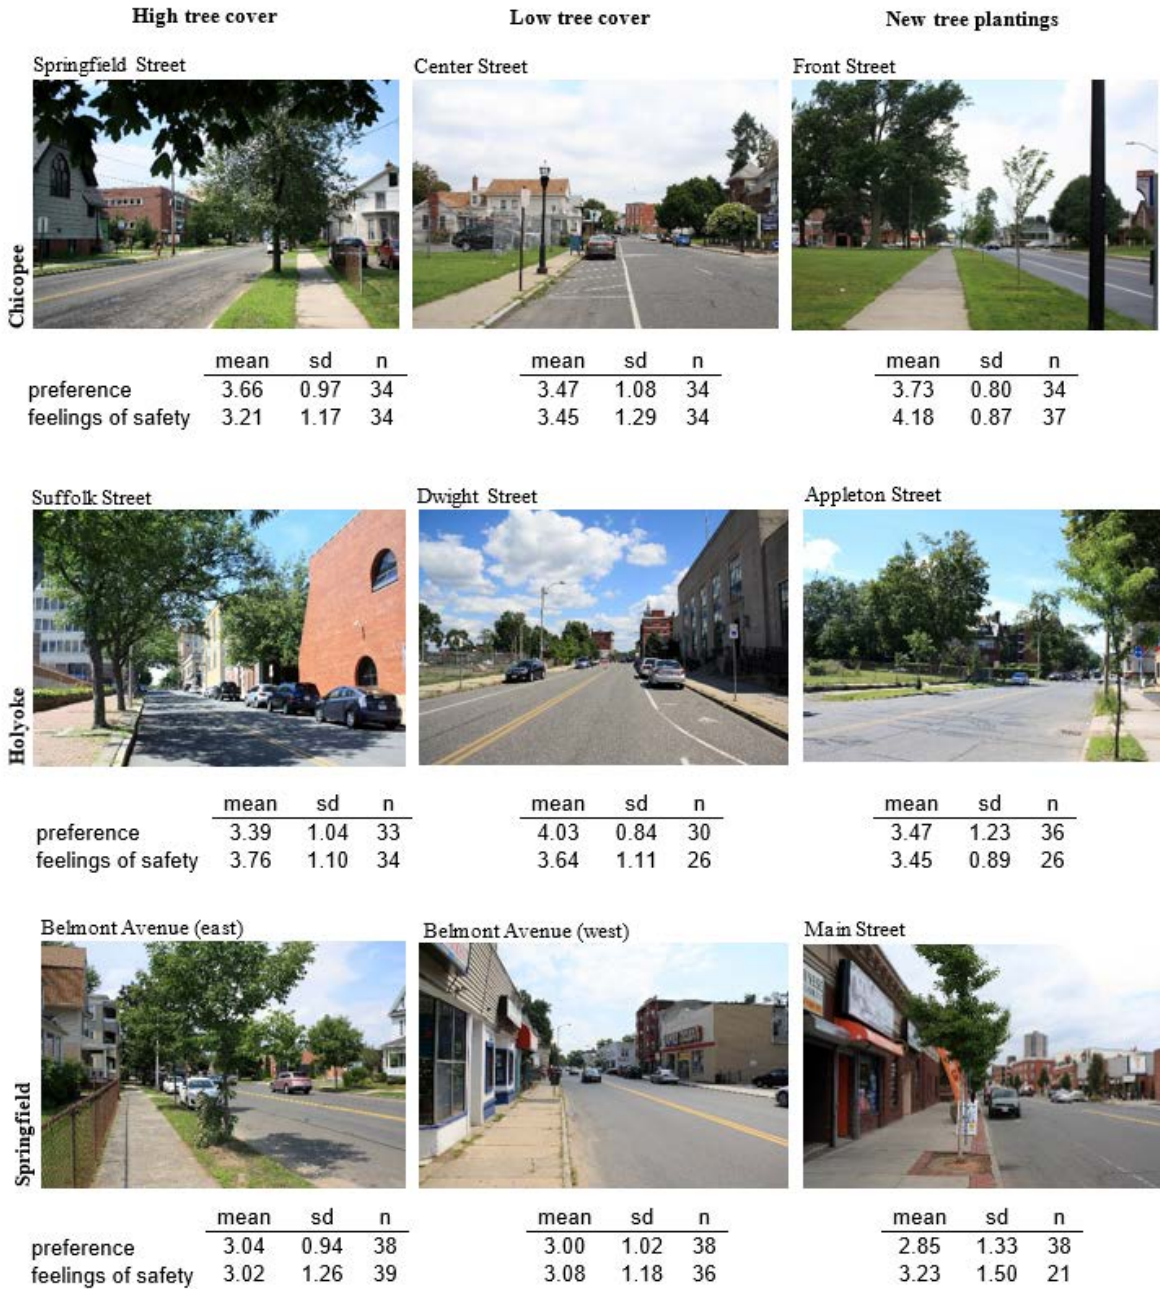 High tree cover Low tree cover New tree plantings
Springfield Street Center Street Front Street
Chicopee
mean sd n mean sd n mean sd n
preference 3.66 0.97 34 3.47 1.08 34 3.73 0.80 34
feelings of safety 3.21 1.17 34 3.45 1.29 34 4.18 0.87 37
Suffolk Street Dwight Street Appleton Street
Holyoke
mean sd n mean sd n mean sd n
preference 3.39 1.04 33 4.03 0.84 30 3.47 1.23 36
feelings of safety 3.76 1.10 34 3.64 1.11 26 3.45 0.89 26
Belmont Avenue (east) Belmont Avenue (west) Main Street
Springfield
mean sd n mean sd n mean sd n
preference 3.04 0.94 38 3.00 1.02 38 2.85 1.33 38
feelings of safety 3.02 1.26 39 3.08 1.18 36 3.23 1.50 21